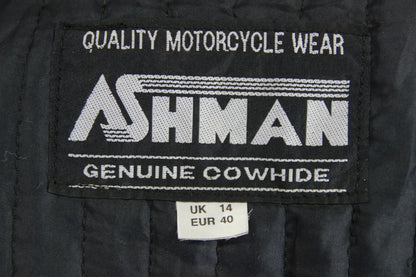 QUALITY MOTORCYCLE WEAR
ASHMAN
GENUINE COWHIDE
UK 14
EUR 40